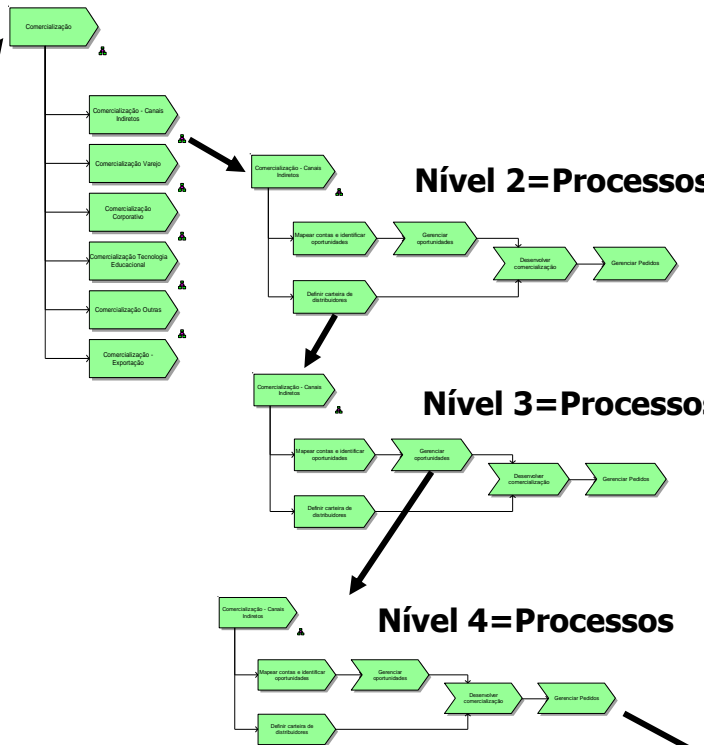 Comercialização
Comercialização - Canais
Indiretos
Comercialização Varejo
Comercialização
Corporativo
Comercialização Tecnologia
Educacional
Comercialização Outras
Comercialização -
Exportação
Comercialização - Canais
Indiretos
Nível 2=Processos
Mapear contas e identificar
oportunidades
Gerenciar
oportunidades
Desenvolver
comercialização
Gerenciar Pedidos
Definir carteira de
distribuidores
Comercialização - Canais
Indiretos
Nível 3=Processos
Mapear contas e identificar
oportunidades
Gerenciar
oportunidades
Desenvolver
comercialização
Gerenciar Pedidos
Definir carteira de
distribuidores
Comercialização - Canais
Indiretos
Nível 4=Processos
Mapear contas e identificar
oportunidades
Gerenciar
oportunidades
Desenvolver
comercialização
Gerenciar Pedidos
Definir carteira de
distribuidores